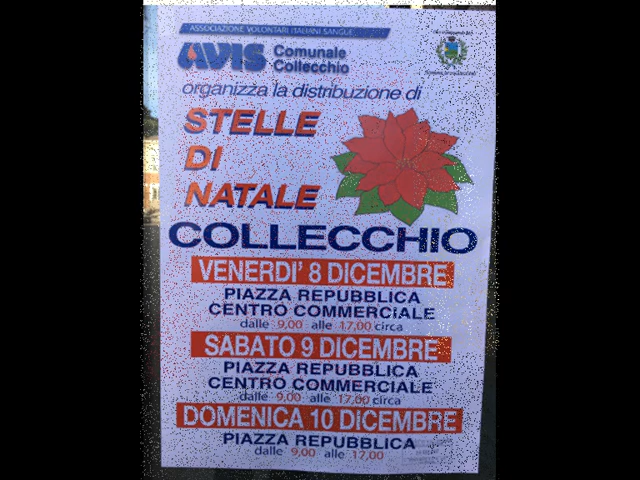 ASSOCIAZIONE VOLONTARI ITALIANI SANGUE
AVIS Comunale
Collecchio
organizza la distribuzione di
STELLE
DI
NATALE
COLLECCHIO
VENERDI' 8 DICEMBRE
PIAZZA REPUBBLICA
CENTRO COMMERCIALE
dalle 9,00 alle 17,00 circa
SABATO 9 DICEMBRE
PIAZZA REPUBBLICA
CENTRO COMMERCIALE
dalle 9,00 alle 17,00 circa
DOMENICA 10 DICEMBRE
PIAZZA REPUBBLICA
dalle 9,00 alle 17,00